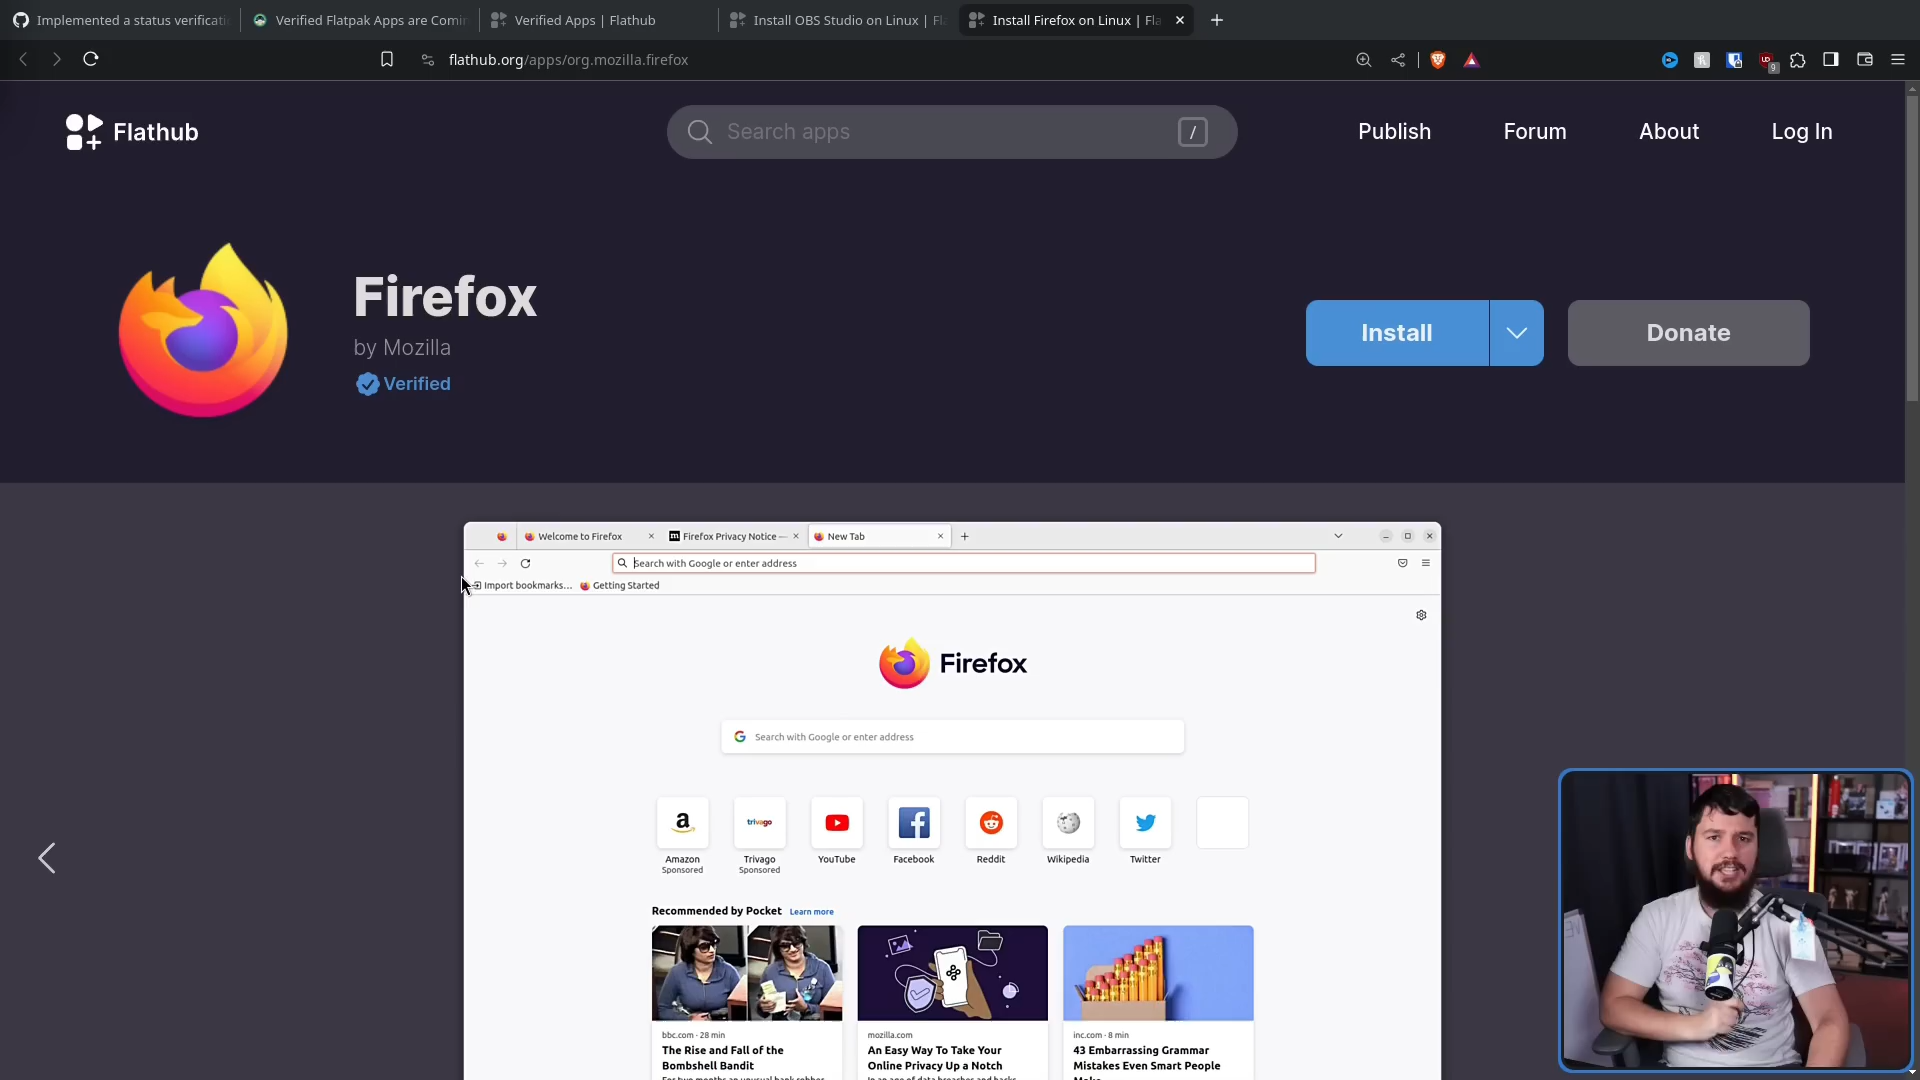 Implemented a status verificati
Verified Flatpak Apps are Comin
Verified Apps | Flathub
Install OBS Studio on Linux | Fl
Install Firefox on Linux | Fla
flathub.org/apps/org.mozilla.firefox
9
Flathub
Search apps
/
Publish
Forum
About
Log In
Firefox
by Mozilla
Verified
Install
Donate
Welcome to Firefox
Firefox Privacy Notice —
New Tab
Search with Google or enter address
Import bookmarks...
Getting Started
Firefox
Search with Google or enter address
a
trivago
Amazon
Sponsored
Trivago
Sponsored
YouTube
Facebook
Reddit
Wikipedia
Twitter
Recommended by Pocket
Learn more
bbc.com · 28 min
The Rise and Fall of the
Bombshell Bandit
mozilla.com
An Easy Way To Take Your
Online Privacy Up a Notch
inc.com · 8 min
43 Embarrassing Grammar
Mistakes Even Smart People